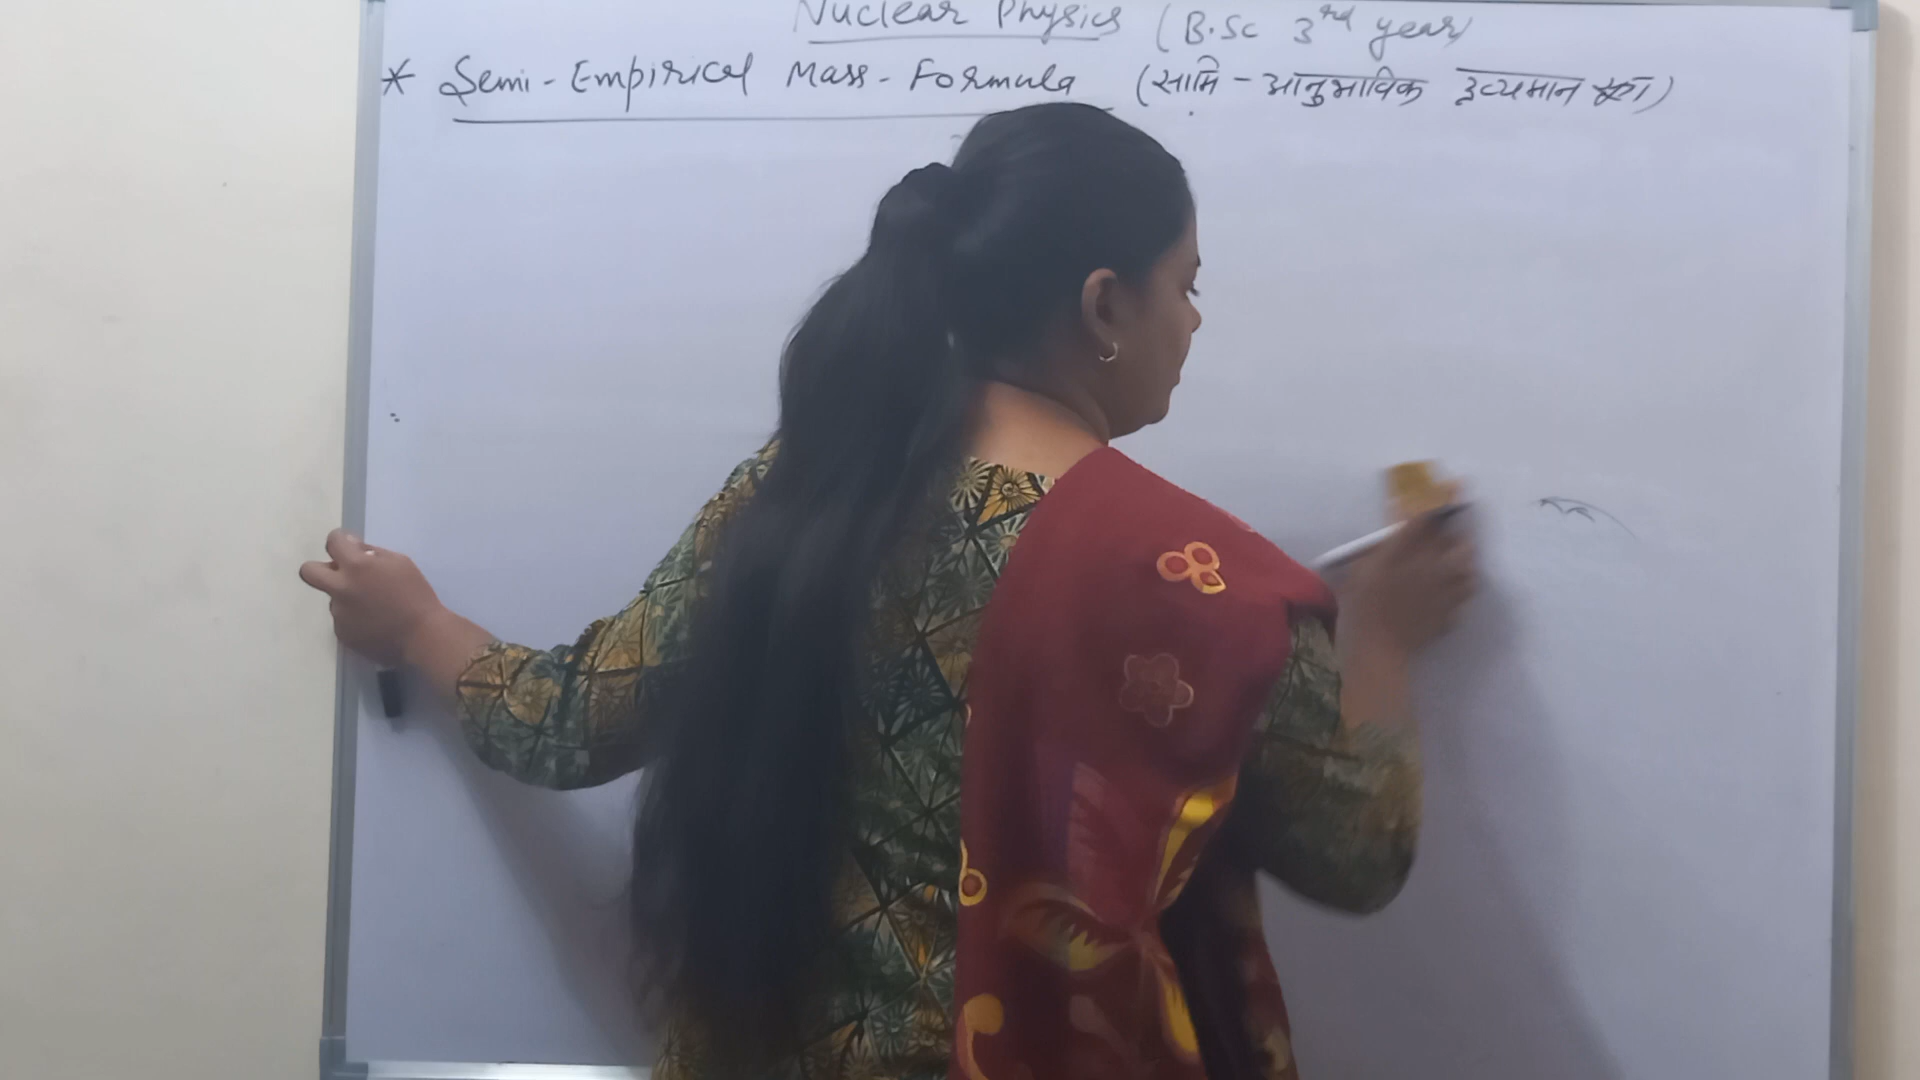 Nuclear Physics (B.Sc 3rd year)
* Semi-Empirical Mass-Formula (सामि-आनुभाविक द्रव्यमान